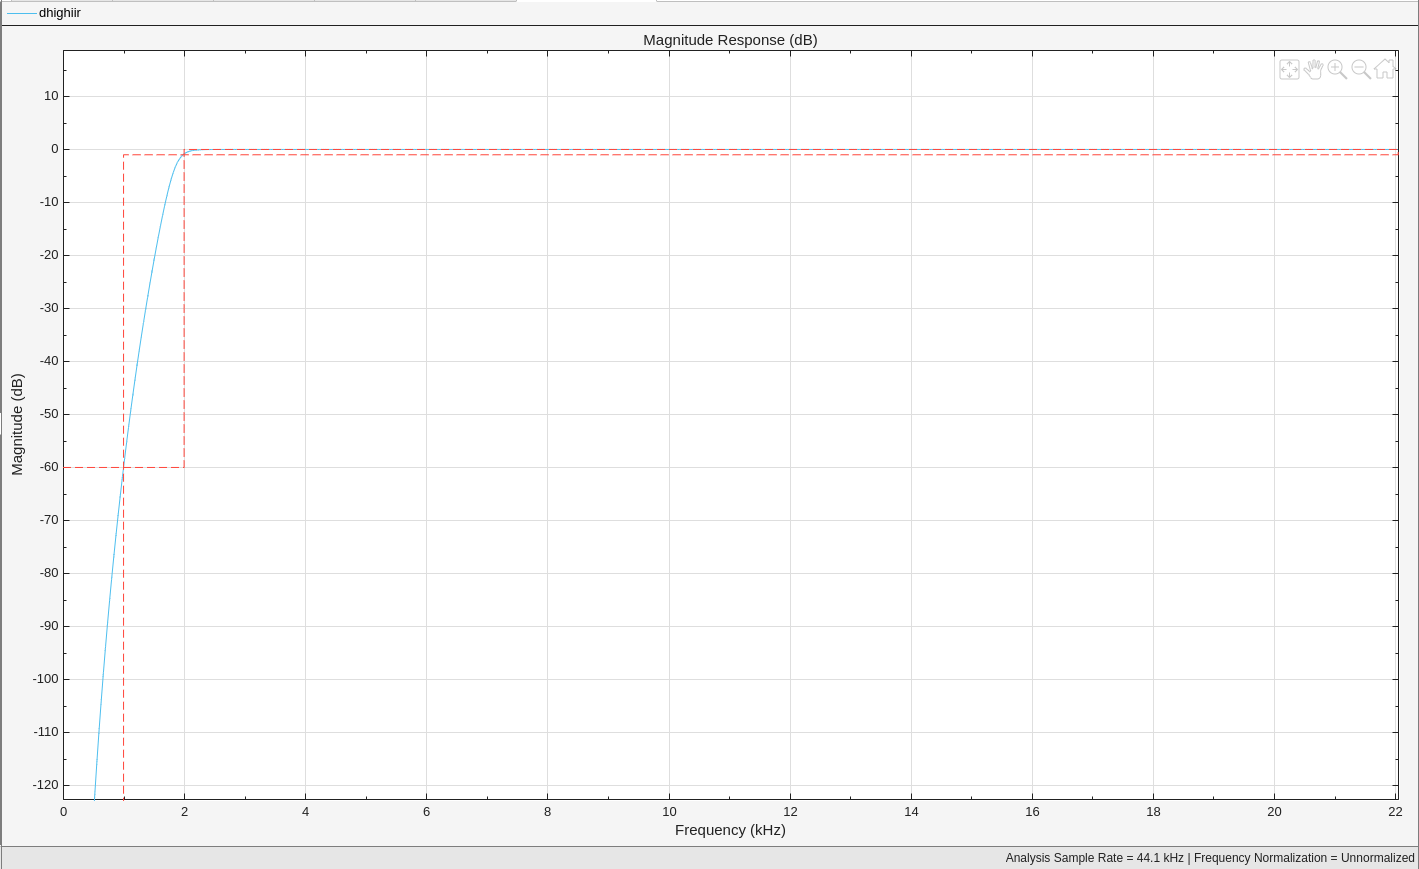 dhighiir
Magnitude Response (dB)
10
0
-10
-20
-30
-40
-50
-60
-70
-80
-90
-100
-110
-120
Magnitude (dB)
0 2 4 6 8 10 12 14 16 18 20 22
Frequency (kHz)
Analysis Sample Rate = 44.1 kHz | Frequency Normalization = Unnormalized